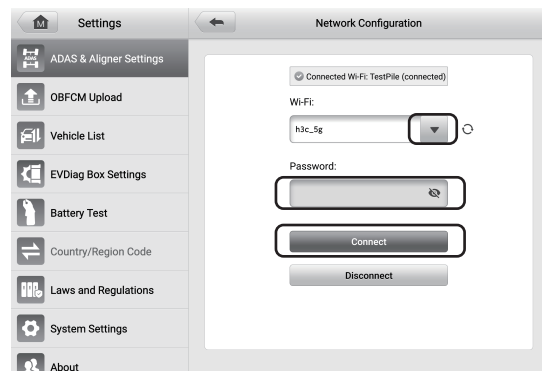 Settings
Network Configuration
ADAS
ADAS & Aligner Settings
OBFCM Upload
Vehicle List
EVDiag Box Settings
Battery Test
Country/Region Code
Laws and Regulations
System Settings
About
Connected Wi-Fi: TestPile (connected)
Wi-Fi:
h3c_5g
Password:
Connect
Disconnect